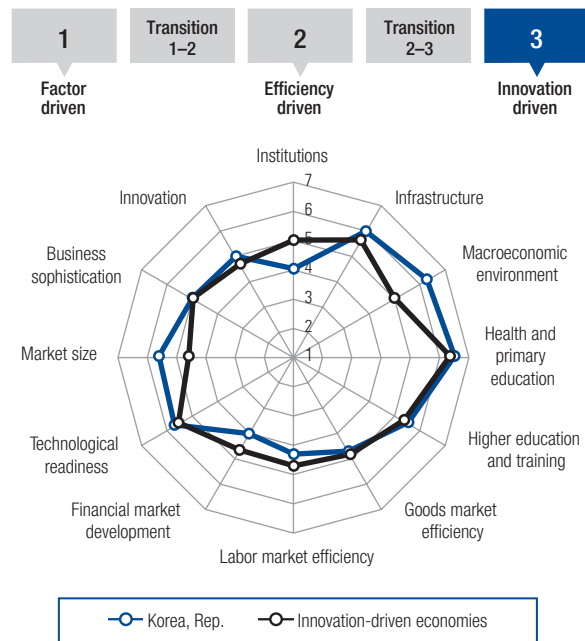 1
Transition
1–2
2
Transition
2–3
3
Factor
driven
Efficiency
driven
Innovation
driven
Institutions
Innovation
Infrastructure
Business
sophistication
Macroeconomic
environment
Market size
Health and
primary
education
Technological
readiness
Higher education
and training
Financial market
development
Goods market
efficiency
Labor market efficiency
7
6
5
4
3
2
1
Korea, Rep.
Innovation-driven economies